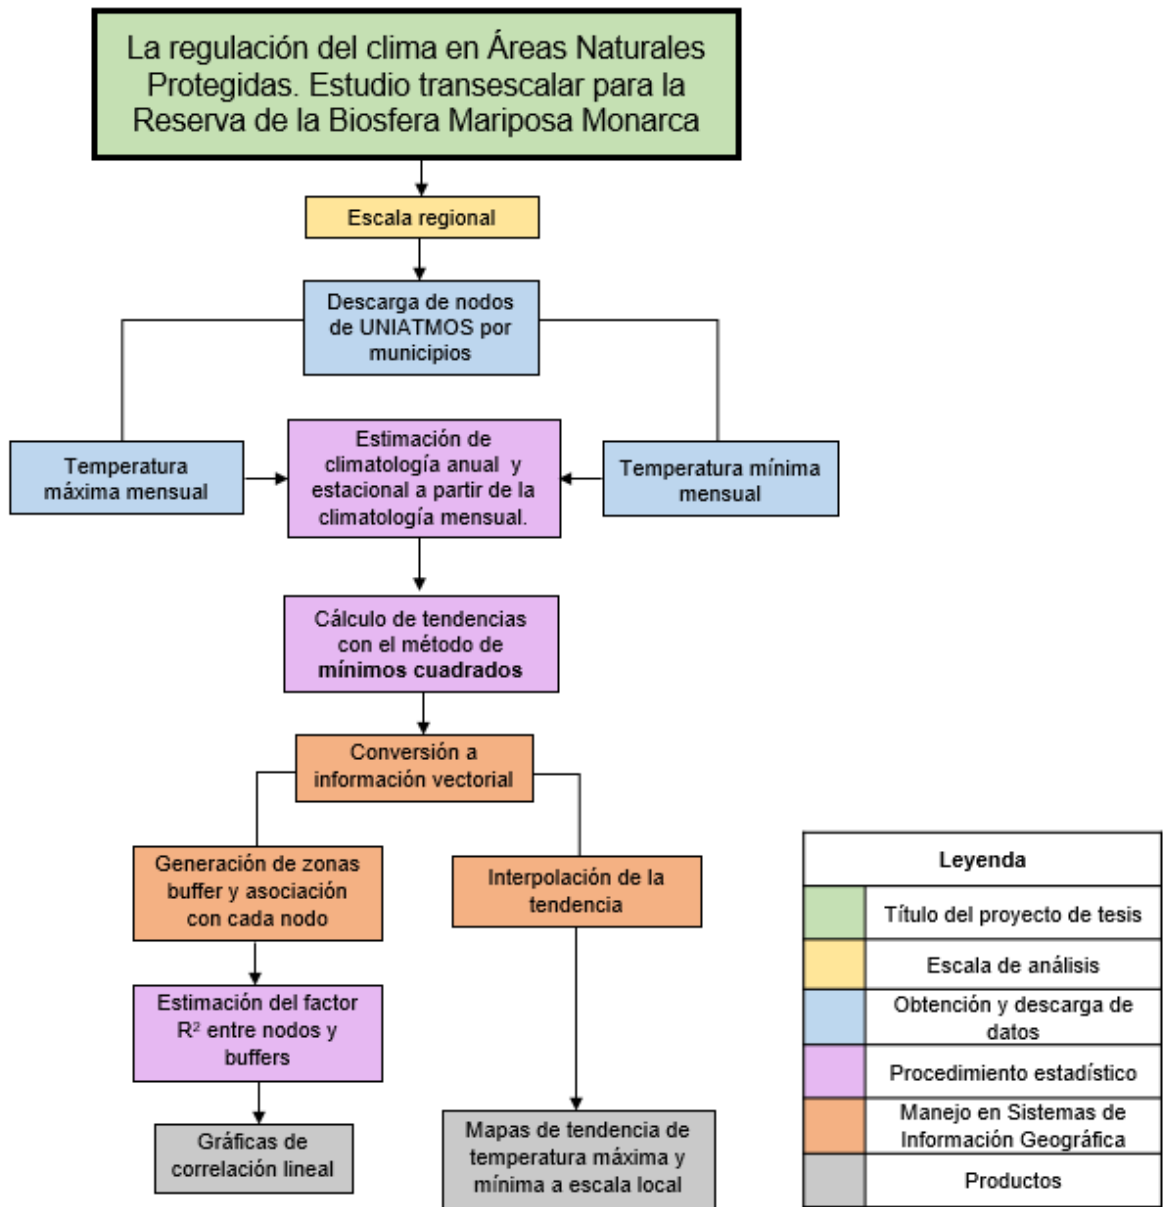 La regulación del clima en Áreas Naturales
Protegidas. Estudio transescalar para la
Reserva de la Biosfera Mariposa Monarca
Escala regional
Descarga de nodos
de UNIATMOS por
municipios
Temperatura
máxima mensual
Estimación de
climatología anual y
estacional a partir de la
climatología mensual.
Temperatura mínima
mensual
Cálculo de tendencias
con el método de
mínimos cuadrados
Conversión a
información vectorial
Generación de zonas
buffer y asociación
con cada nodo
Interpolación de la
tendencia
Estimación del factor
R² entre nodos y
buffers
Gráficas de
correlación lineal
Mapas de tendencia de
temperatura máxima y
mínima a escala local
Leyenda
Título del proyecto de tesis
Escala de análisis
Obtención y descarga de
datos
Procedimiento estadístico
Manejo en Sistemas de
Información Geográfica
Productos